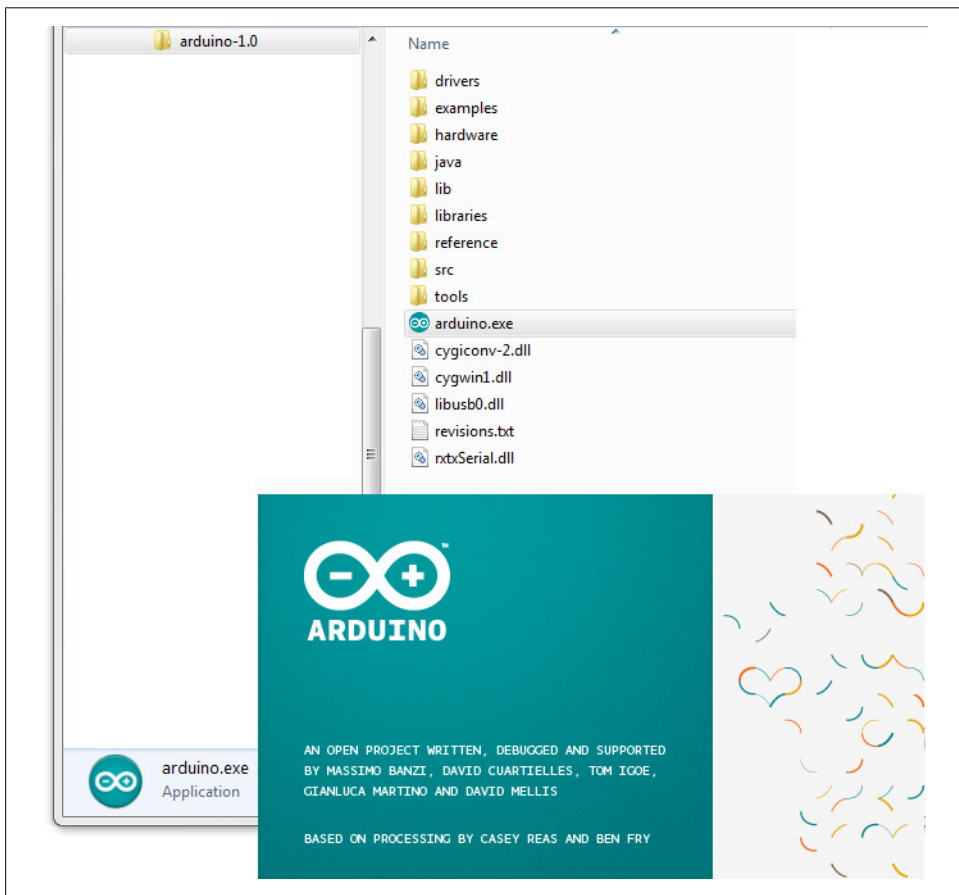 arduino-1.0
Name
drivers
examples
hardware
java
lib
libraries
reference
src
tools
arduino.exe
cygiconv-2.dll
cygwin1.dll
libusb0.dll
revisions.txt
rxtxSerial.dll
ARDUINO
TM
AN OPEN PROJECT WRITTEN, DEBUGGED AND SUPPORTED
BY MASSIMO BANZI, DAVID CUARTIELLES, TOM IGOE,
GIANLUCA MARTINO AND DAVID MELLIS
BASED ON PROCESSING BY CASEY REAS AND BEN FRY
arduino.exe
Application